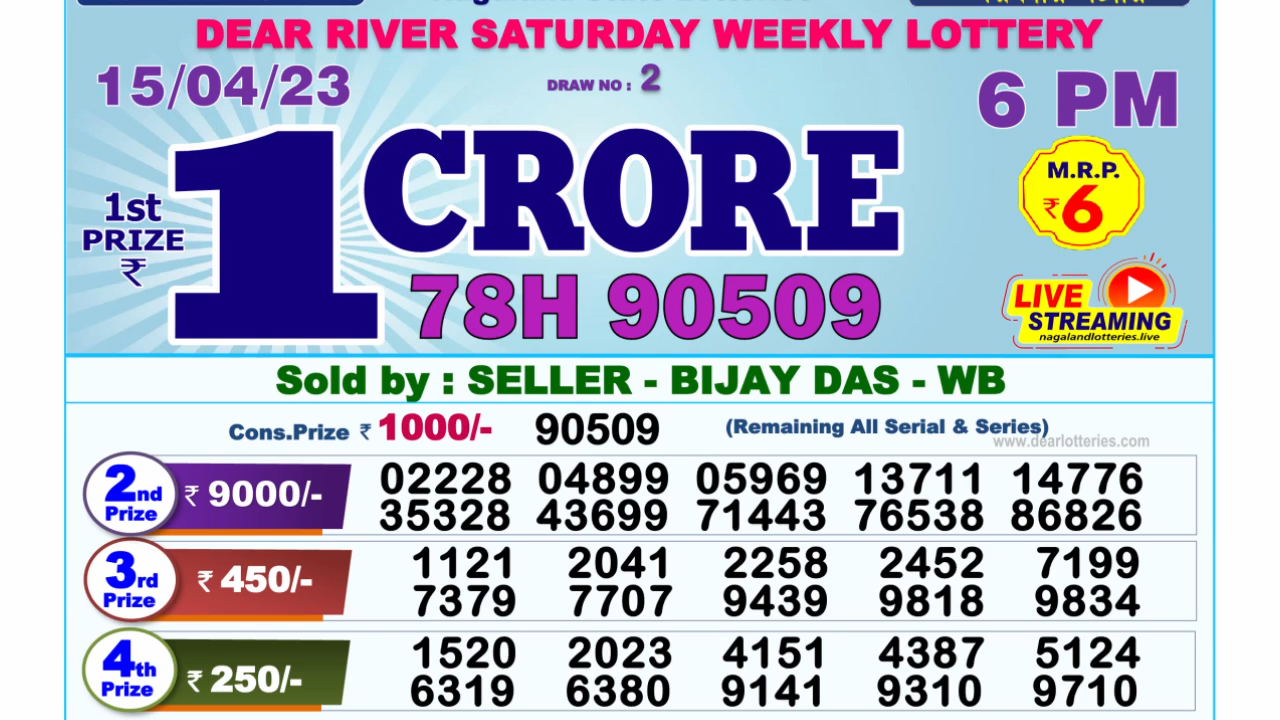 Nagaland State Lotteries
DEAR RIVER SATURDAY WEEKLY LOTTERY
15/04/23
DRAW NO : 2
6 PM
1st
PRIZE
₹
1 CRORE
78H 90509
M.R.P.
₹6
LIVE
STREAMING
nagalandlotteries.live
Sold by : SELLER - BIJAY DAS - WB
Cons.Prize ₹ 1000/- 90509 (Remaining All Serial & Series)
www.dearlotteries.com
2nd Prize ₹ 9000/-
02228 04899 05969 13711 14776
35328 43699 71443 76538 86826
3rd Prize ₹ 450/-
1121 2041 2258 2452 7199
7379 7707 9439 9818 9834
4th Prize ₹ 250/-
1520 2023 4151 4387 5124
6319 6380 9141 9310 9710